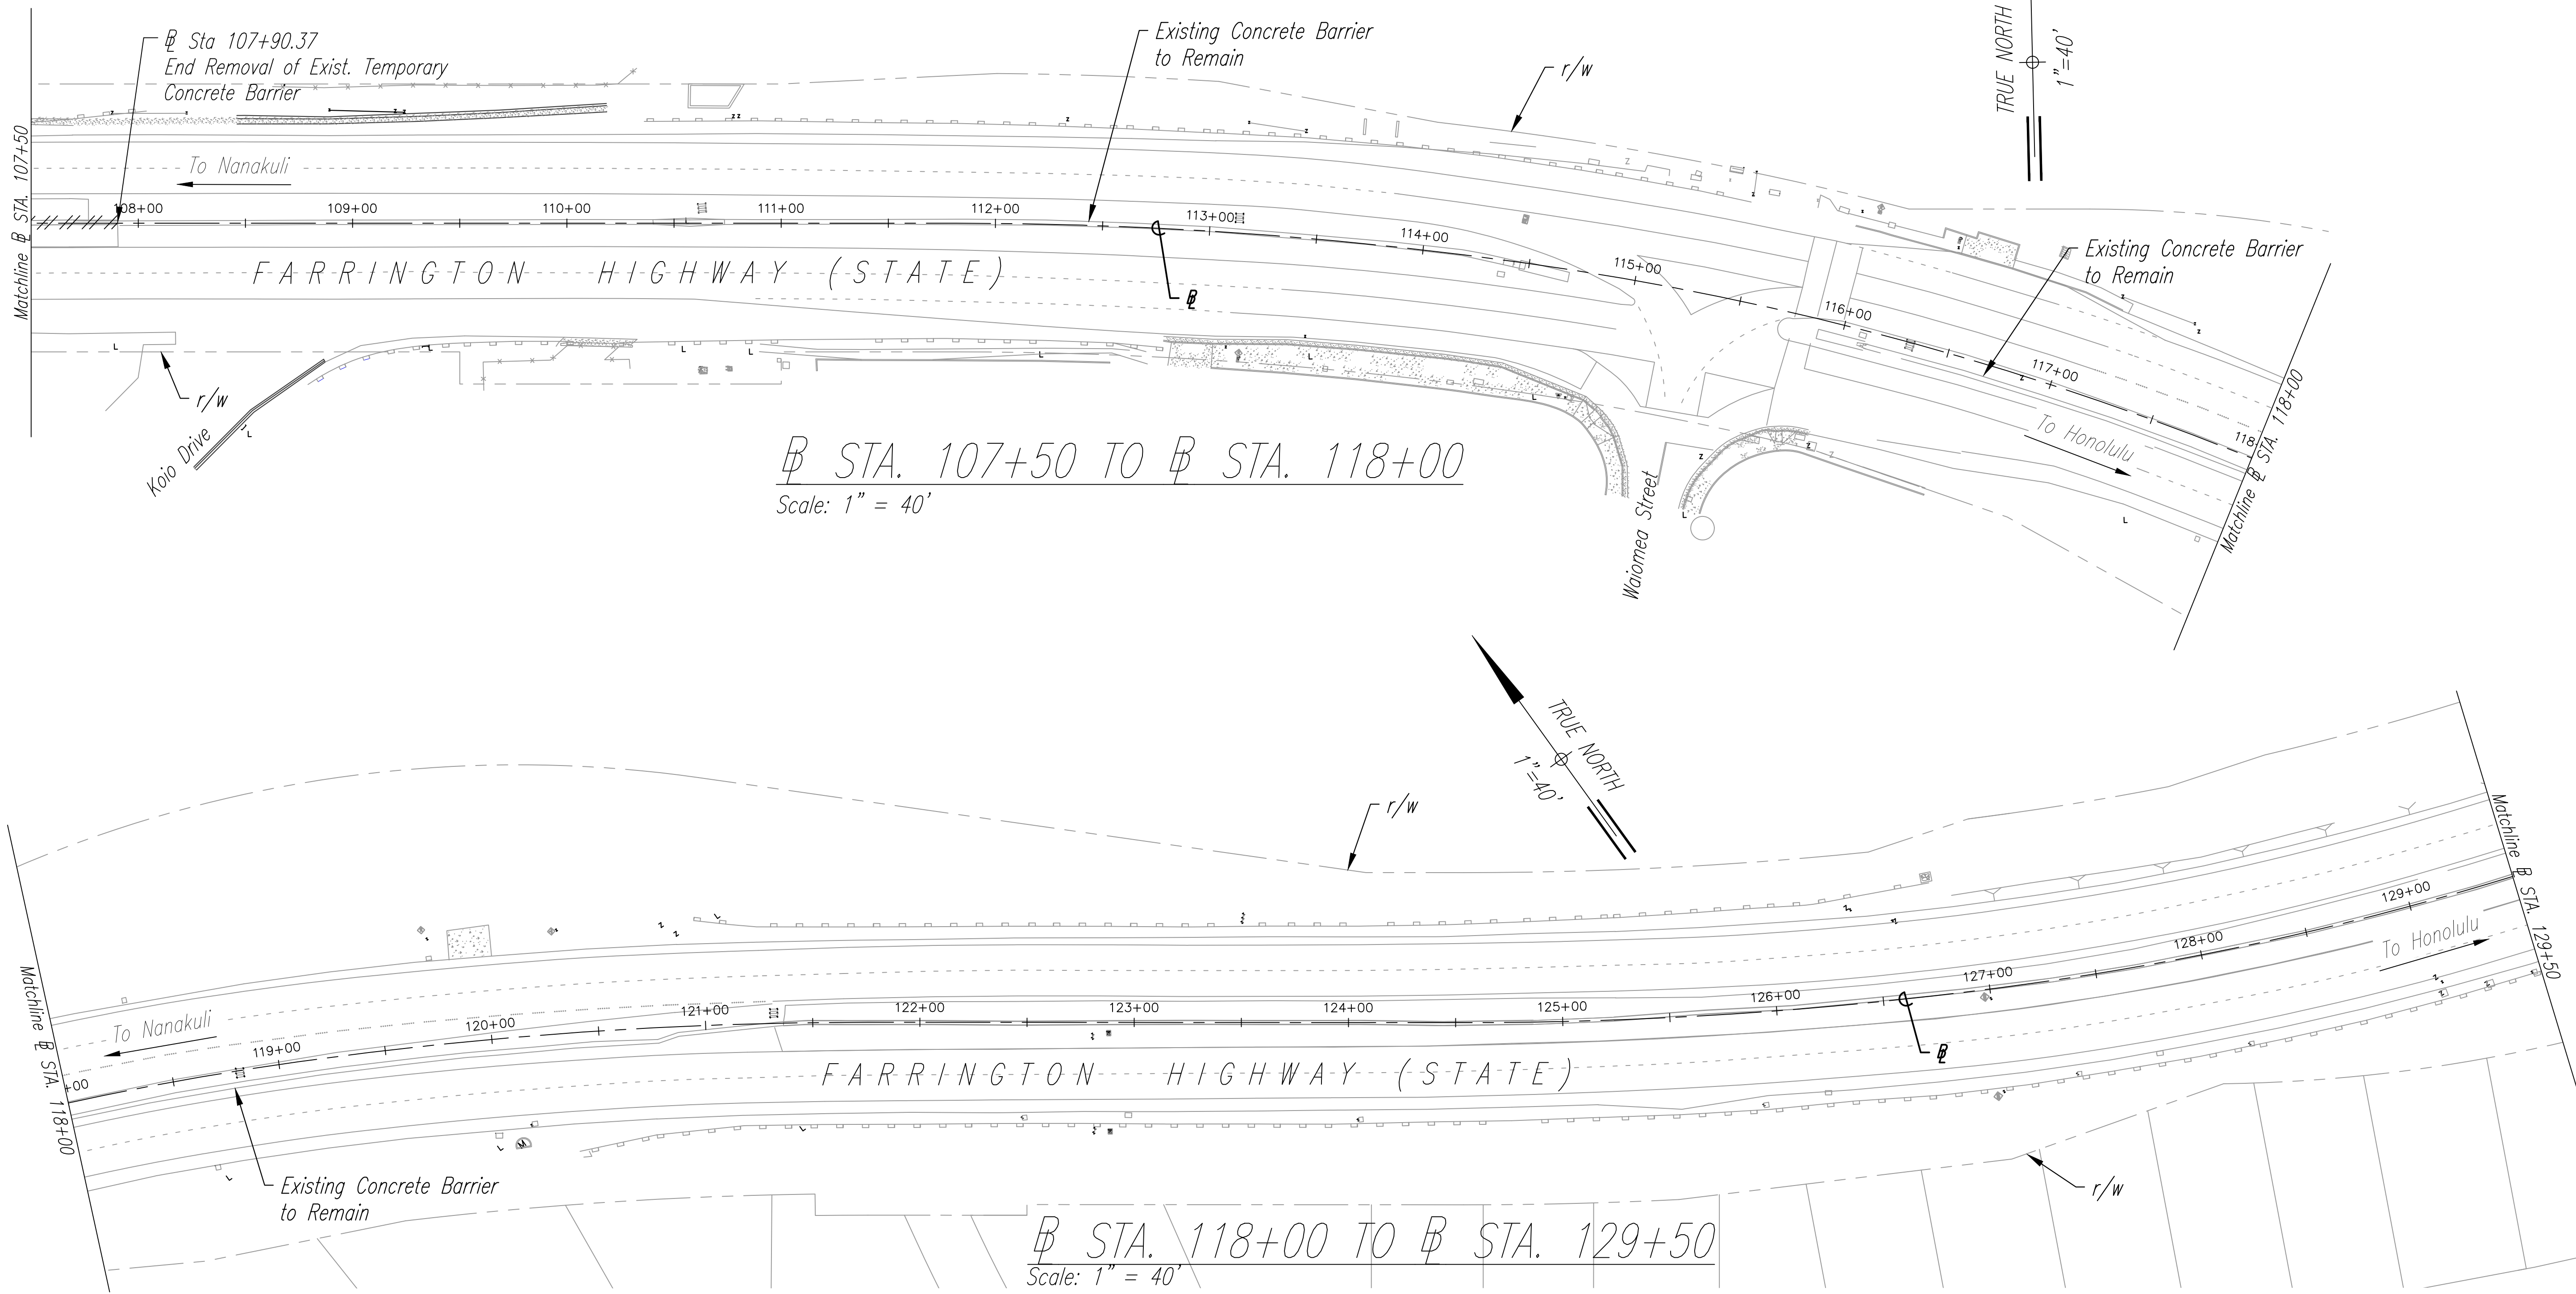 ℄ Sta 107+90.37
End Removal of Exist. Temporary
Concrete Barrier
Existing Concrete Barrier
to Remain
r/w
TRUE NORTH
1"=40'
Matchline ℄ STA. 107+50
To Nanakuli
108+00
109+00
110+00
111+00
112+00
113+00
114+00
115+00
116+00
117+00
118+
FARRINGTON HIGHWAY (STATE)
℄
Existing Concrete Barrier
to Remain
To Honolulu
Matchline ℄ STA. 118+00
r/w
Koio Drive
Waiomea Street
℄ STA. 107+50 TO ℄ STA. 118+00
Scale: 1" = 40'
TRUE NORTH
1"=40'
r/w
Matchline ℄ STA. 118+00
To Nanakuli
+00
119+00
120+00
121+00
122+00
123+00
124+00
125+00
126+00
127+00
128+00
129+00
To Honolulu
Matchline ℄ STA. 129+50
FARRINGTON HIGHWAY (STATE)
℄
M
Existing Concrete Barrier
to Remain
r/w
℄ STA. 118+00 TO ℄ STA. 129+50
Scale: 1" = 40'